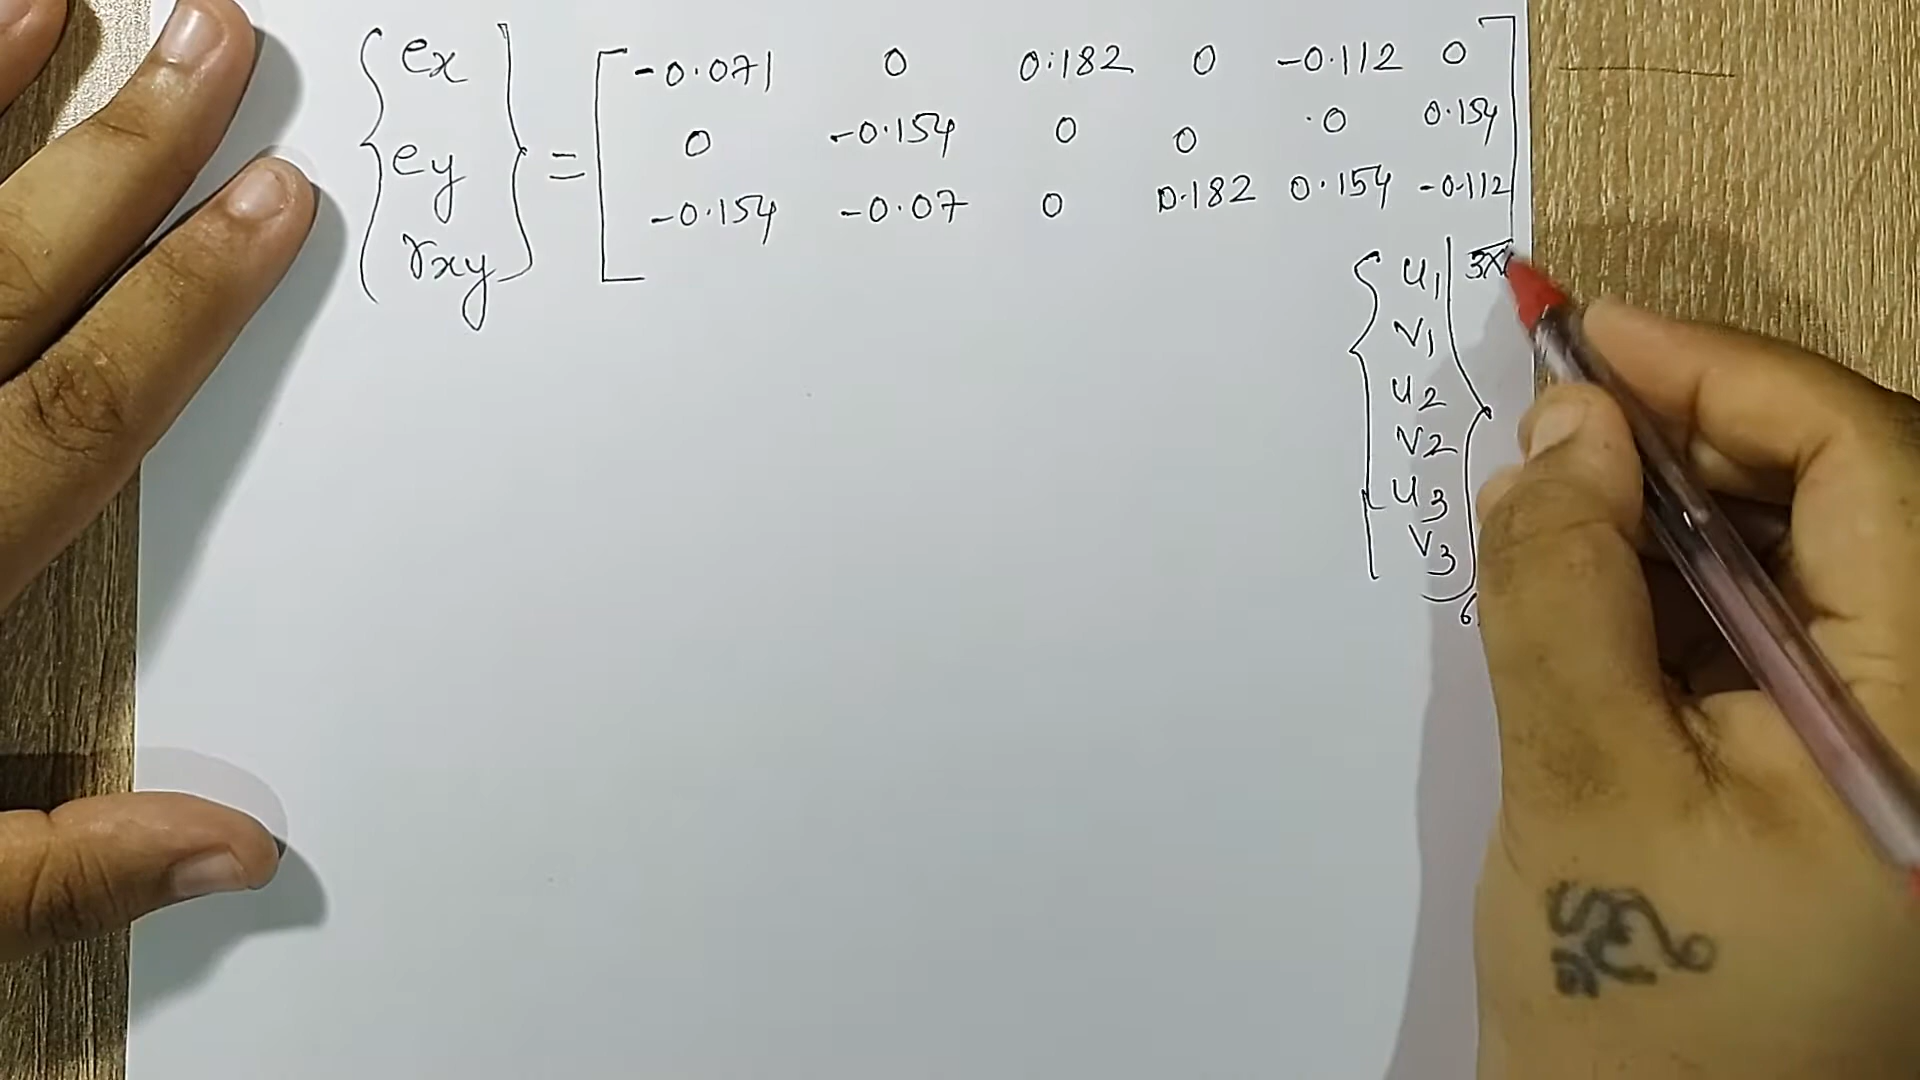 {ex} = [-0.071 0 0.182 0 -0.112 0]
{ey} 0 -0.154 0 0 0 0.154
{γxy} -0.154 -0.07 0 0.182 0.154 -0.112
{u1}
v1
u2
v2
u3
v3
6